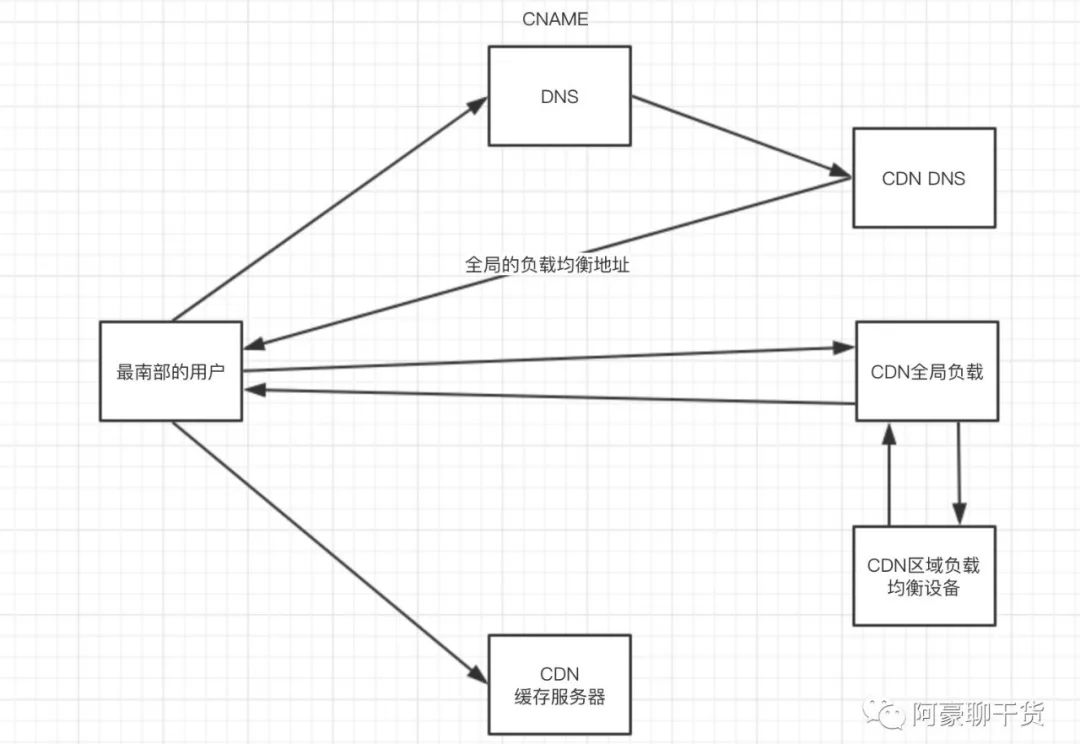 CNAME
DNS
CDN DNS
全局的负载均衡地址
最南部的用户
CDN全局负载
CDN区域负载
均衡设备
CDN
缓存服务器
阿豪聊干货